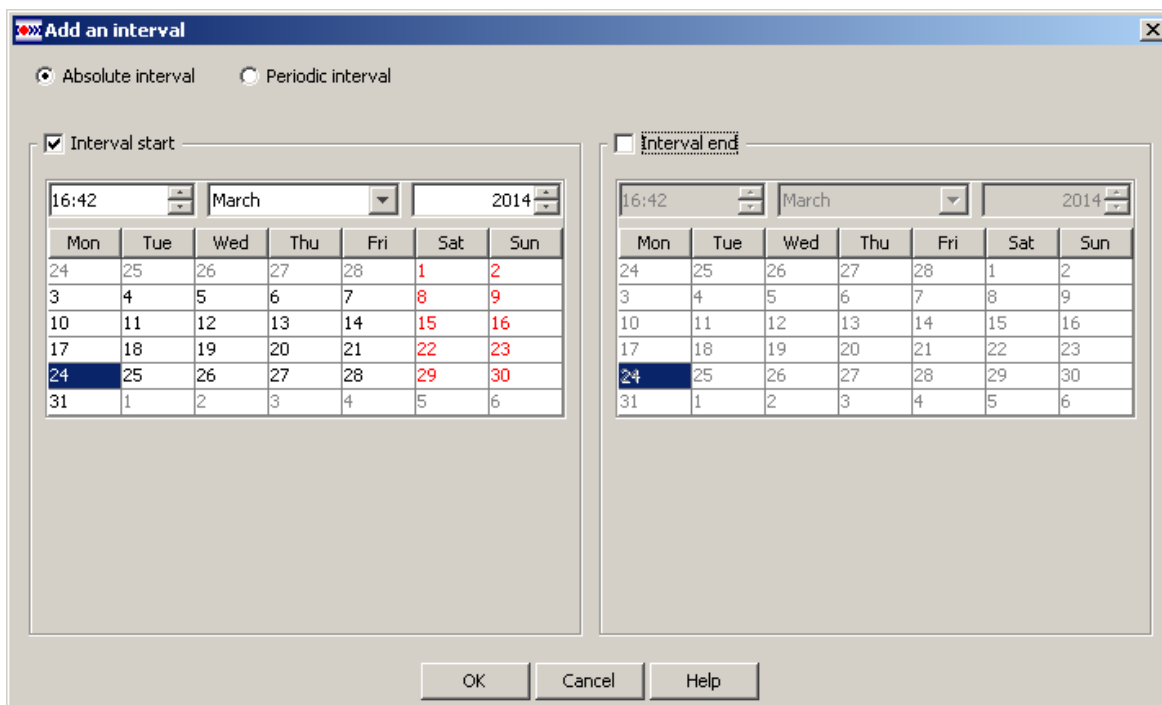 Add an interval
Absolute interval Periodic interval
Interval start
16:42 March 2014
Mon Tue Wed Thu Fri Sat Sun
24 25 26 27 28 1 2
3 4 5 6 7 8 9
10 11 12 13 14 15 16
17 18 19 20 21 22 23
24 25 26 27 28 29 30
31 1 2 3 4 5 6
Interval end
16:42 March 2014
Mon Tue Wed Thu Fri Sat Sun
24 25 26 27 28 1 2
3 4 5 6 7 8 9
10 11 12 13 14 15 16
17 18 19 20 21 22 23
24 25 26 27 28 29 30
31 1 2 3 4 5 6
OK Cancel Help